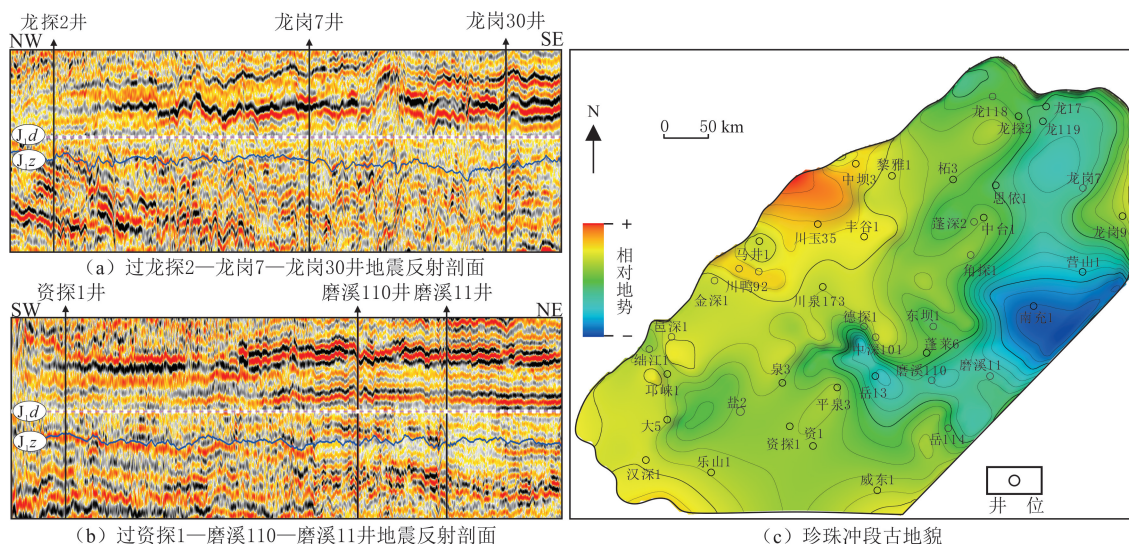 龙探2井 龙岗7井 龙岗30井
NW SE
J₁d
J₁z
(a)过龙探2—龙岗7—龙岗30井地震反射剖面
资探1井 磨溪110井 磨溪11井
SW NE
J₁d
J₁z
(b)过资探1—磨溪110—磨溪11井地震反射剖面
N
0 50 km
+
相对地势
-
龙118
龙17
龙探2
龙119
黎雅1
中坝3
柘3
思依1
龙岗7
川玉35
丰谷1
蓬深2
中台1
龙岗9
马井1
角探1
营山1
川鸭92
金深1
川泉173
南充1
德探1
东坝1
邑深1
中深101
蓬莱6
绌江1
磨溪110
磨溪11
邛崃1
泉3
岳13
平泉3
盐2
大5
资探1
资1
岳111
汉深1
乐山1
威东1
井 位
(c)珍珠冲段古地貌